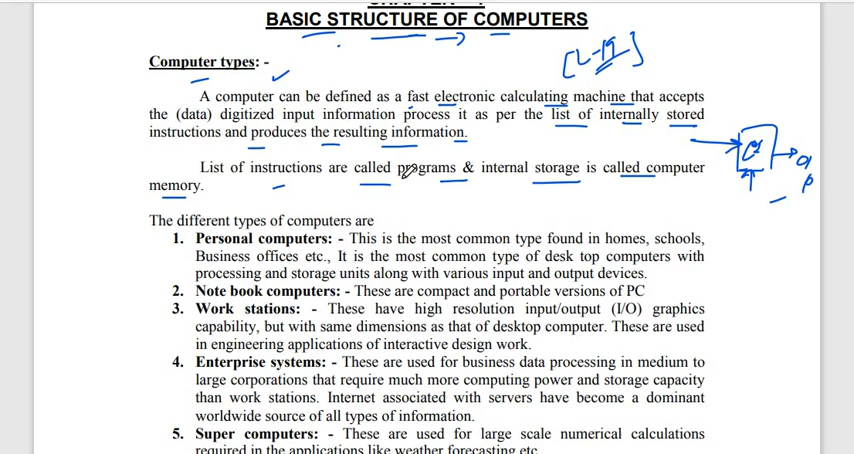 BASIC STRUCTURE OF COMPUTERS
[L-19]
Computer types: -
A computer can be defined as a fast electronic calculating machine that accepts
the (data) digitized input information process it as per the list of internally stored
instructions and produces the resulting information.
List of instructions are called programs & internal storage is called computer
memory.
The different types of computers are
1. Personal computers: - This is the most common type found in homes, schools,
Business offices etc., It is the most common type of desk top computers with
processing and storage units along with various input and output devices.
2. Note book computers: - These are compact and portable versions of PC
3. Work stations: - These have high resolution input/output (I/O) graphics
capability, but with same dimensions as that of desktop computer. These are used
in engineering applications of interactive design work.
4. Enterprise systems: - These are used for business data processing in medium to
large corporations that require much more computing power and storage capacity
than work stations. Internet associated with servers have become a dominant
worldwide source of all types of information.
5. Super computers: - These are used for large scale numerical calculations
required in the applications like weather forecasting etc